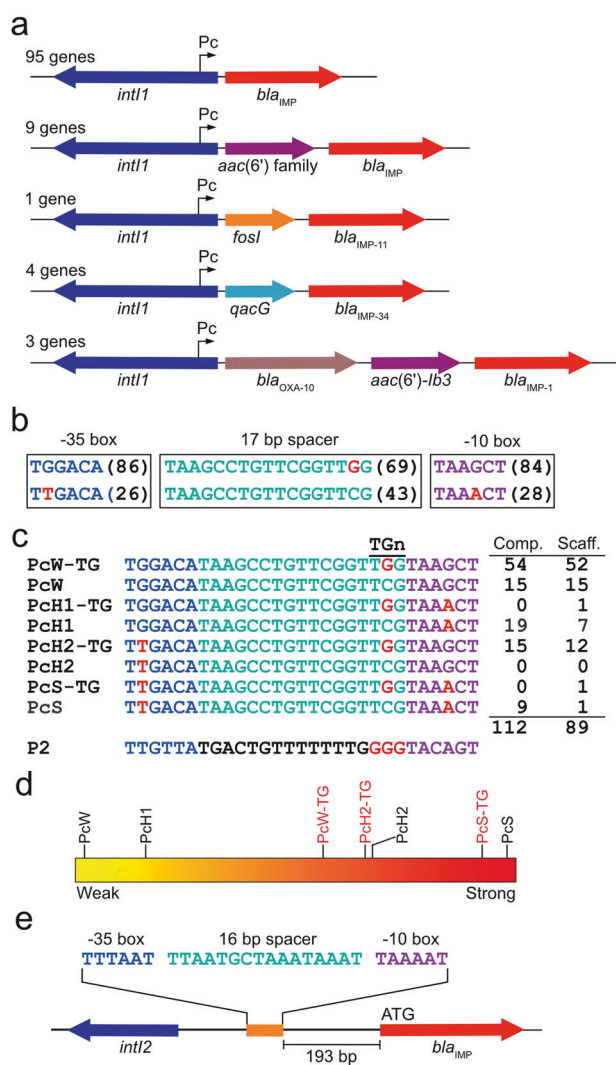 a
95 genes
Pc
intI1 blaIMP
9 genes
Pc
intI1 aac(6') family blaIMP
1 gene
Pc
intI1 fosI blaIMP-11
4 genes
Pc
intI1 qacG blaIMP-34
3 genes
Pc
intI1 blaOXA-10 aac(6')-Ib3 blaIMP-1
b
-35 box 17 bp spacer -10 box
TGGACA(86) TAAGCCTGTTCGGTTGG(69) TAAGCT(84)
TTGACA(26) TAAGCCTGTTCGGTTCG(43) TAAACT(28)
c
TGn Comp. Scaff.
PcW-TG TGGACATAAGCCTGTTCGGTTGGTAAGCT 54 52
PcW TGGACATAAGCCTGTTCGGTTCGTAAGCT 15 15
PcH1-TG TGGACATAAGCCTGTTCGGTTGGTAAACT 0 1
PcH1 TGGACATAAGCCTGTTCGGTTCGTAAACT 19 7
PcH2-TG TTGACATAAGCCTGTTCGGTTGGTAAGCT 15 12
PcH2 TTGACATAAGCCTGTTCGGTTCGTAAGCT 0 0
PcS-TG TTGACATAAGCCTGTTCGGTTGGTAAACT 0 1
PcS TTGACATAAGCCTGTTCGGTTCGTAAACT 9 1
112 89
P2 TTGTTATGACTGTTTTTTTGGGGTACAGT
d
PcW PcH1 PcW-TG PcH2-TG PcH2 PcS-TG PcS
Weak Strong
e
-35 box 16 bp spacer -10 box
TTTAAT TTAATGCTAAATAAAT TAAAAT
ATG
intI2 193 bp blaIMP